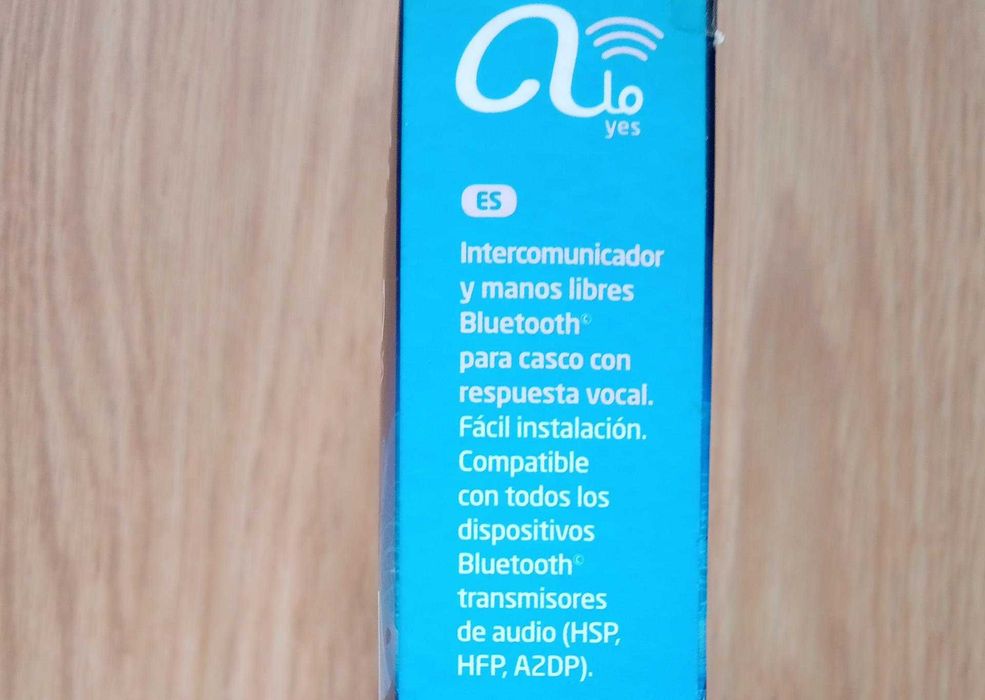 alo
yes
ES
Intercomunicador
y manos libres
Bluetooth©
para casco con
respuesta vocal.
Fácil instalación.
Compatible
con todos los
dispositivos
Bluetooth©
transmisores
de audio (HSP,
HFP, A2DP).